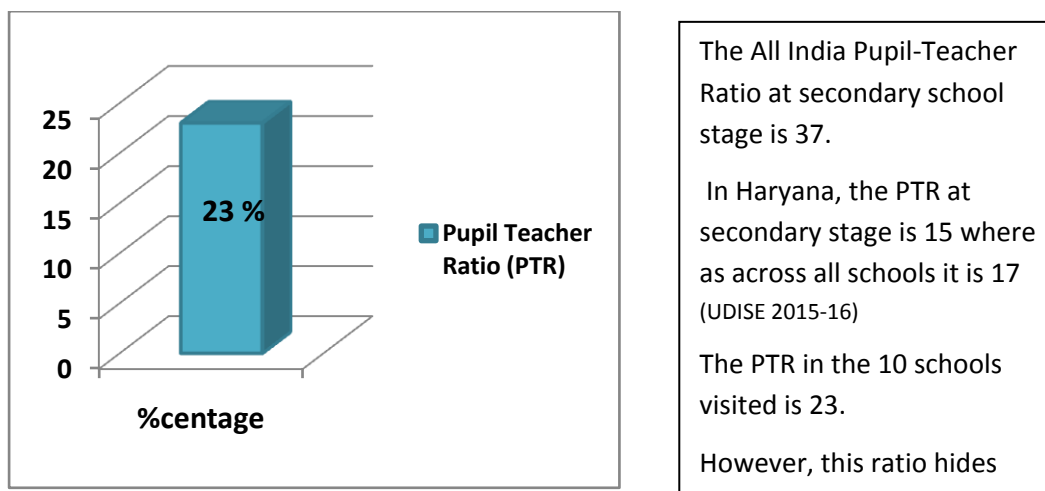 25
20
15
10
5
0
23 %
%centage
Pupil Teacher
Ratio (PTR)
The All India Pupil-Teacher
Ratio at secondary school
stage is 37.
In Haryana, the PTR at
secondary stage is 15 where
as across all schools it is 17
(UDISE 2015-16)
The PTR in the 10 schools
visited is 23.
However, this ratio hides